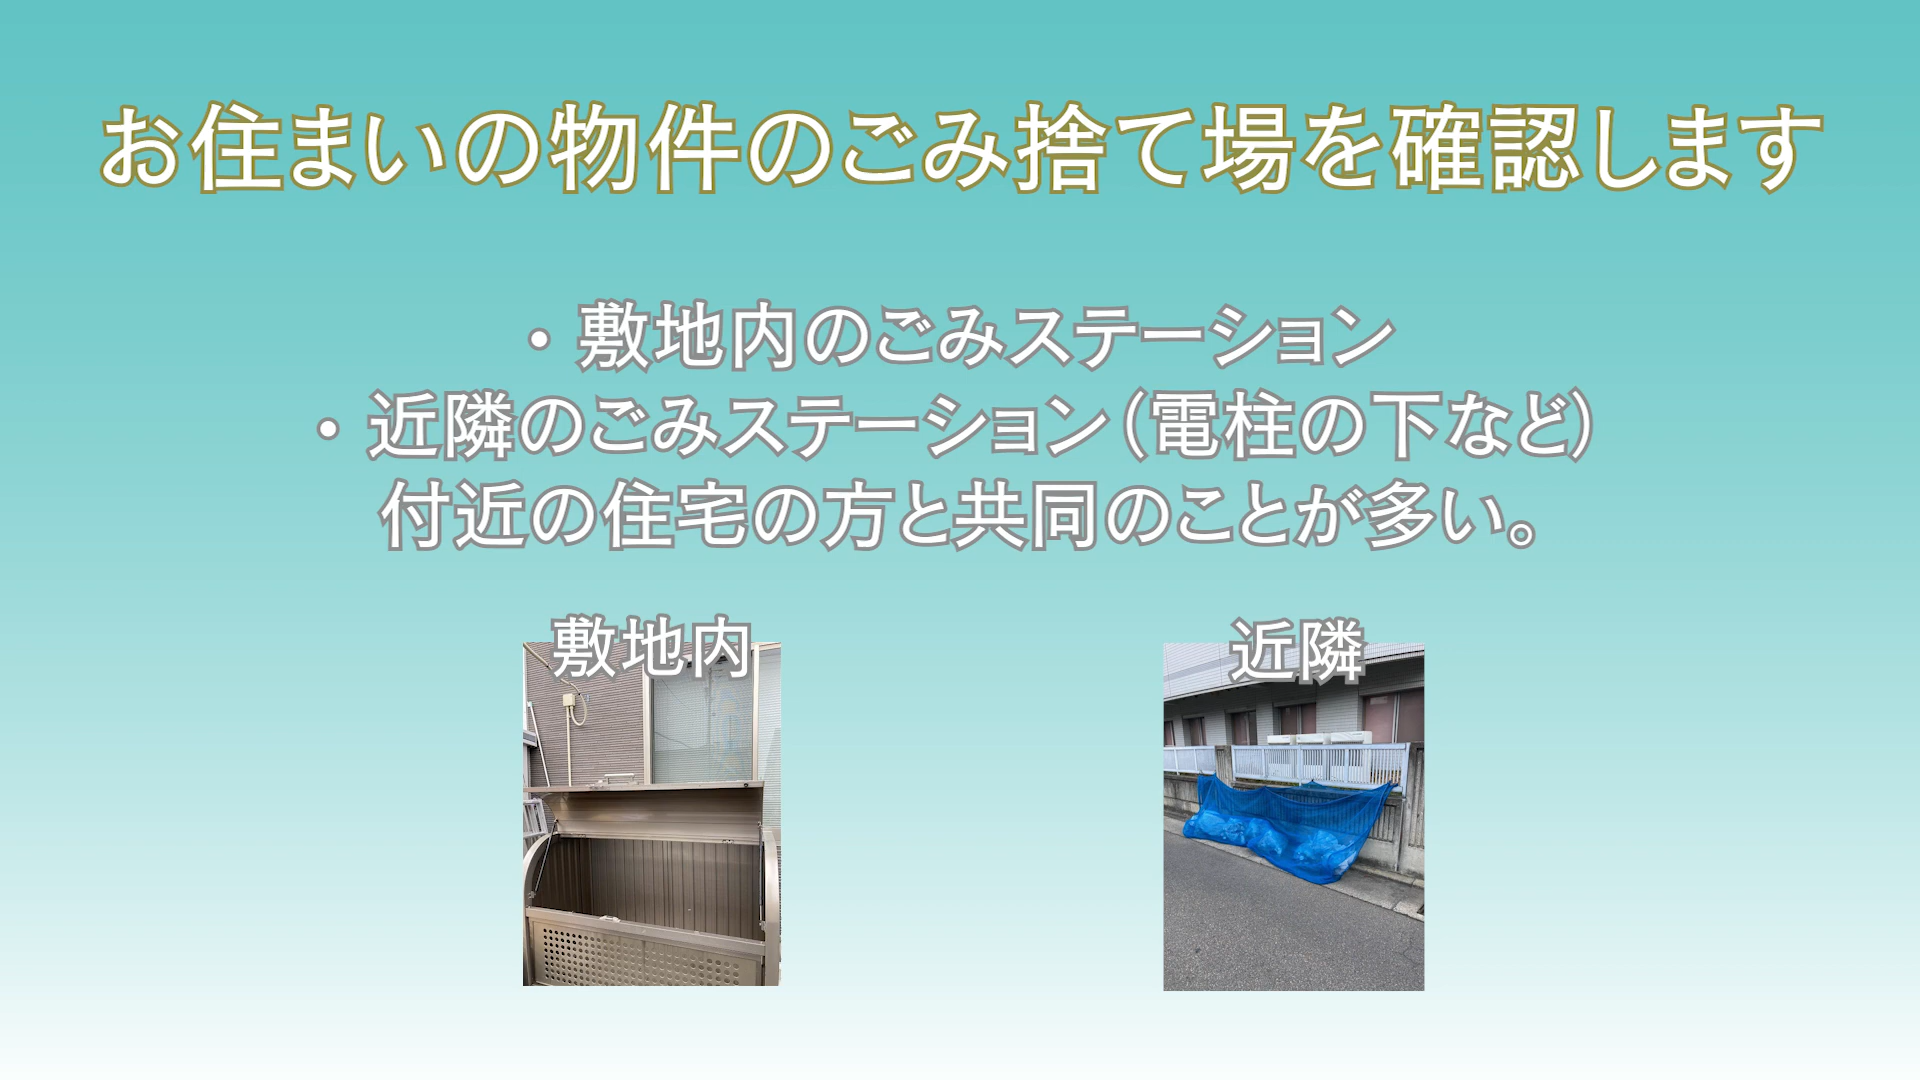 お住まいの物件のごみ捨て場を確認します
・敷地内のごみステーション
・近隣のごみステーション（電柱の下など）
付近の住宅の方と共同のことが多い。
敷地内
近隣